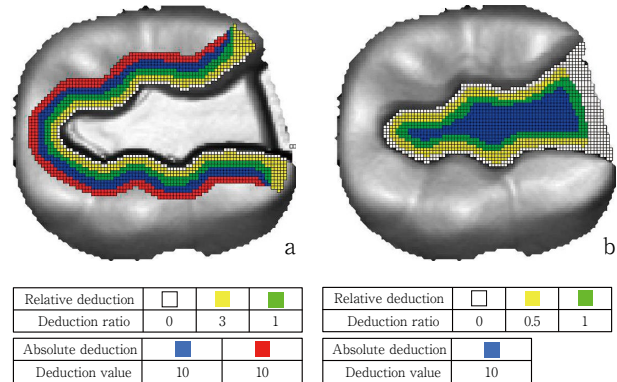 a
b
Relative deduction
Deduction ratio 0 3 1
Absolute deduction
Deduction value 10 10
Relative deduction
Deduction ratio 0 0.5 1
Absolute deduction
Deduction value 10